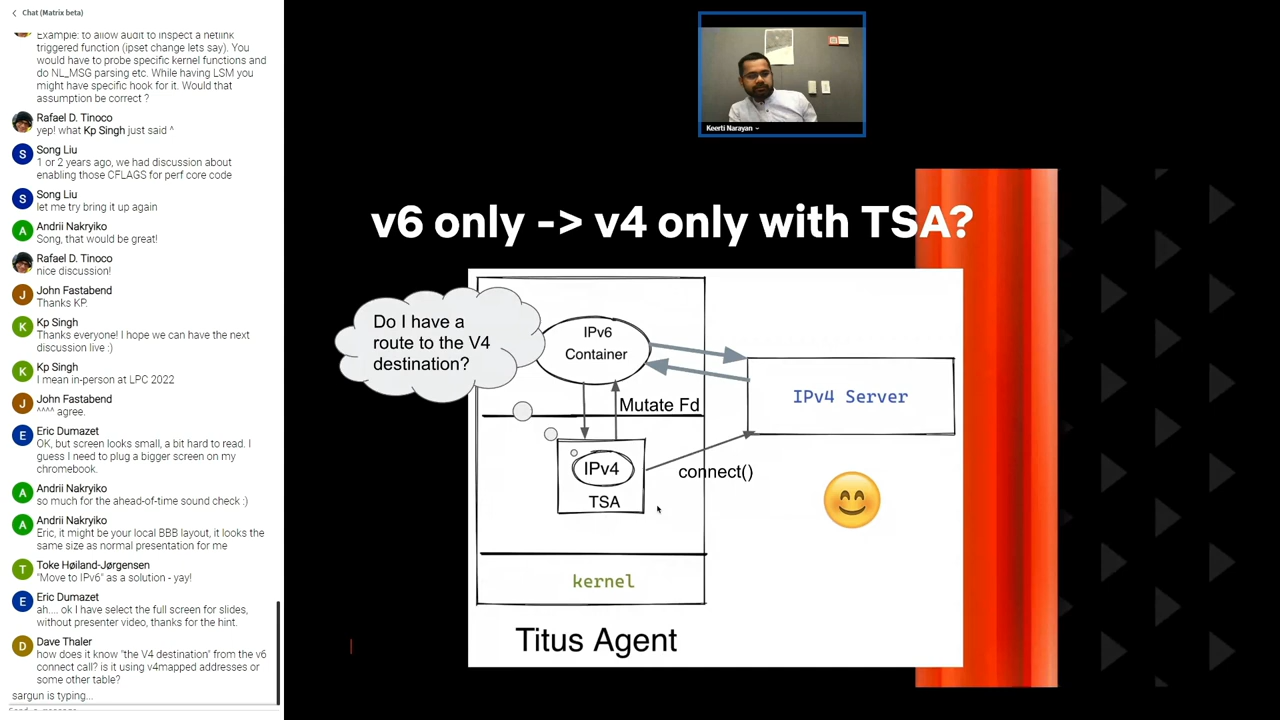 Chat (Matrix beta)
Example: to allow audit to inspect a netlink
triggered function (ipset change lets say). You
would have to probe specific kernel functions and
do NL_MSG parsing etc. While having LSM you
might have specific hook for it. Would that
assumption be correct ?
Rafael D. Tinoco
yep! what Kp Singh just said ^
S
Song Liu
1 or 2 years ago, we had discussion about
enabling those CFLAGS for perf core code
S
Song Liu
let me try bring it up again
A
Andrii Nakryiko
Song, that would be great!
Rafael D. Tinoco
nice discussion!
J
John Fastabend
Thanks KP.
K
Kp Singh
Thanks everyone! I hope we can have the next
discussion live :)
K
Kp Singh
I mean in-person at LPC 2022
J
John Fastabend
^^^^ agree.
E
Eric Dumazet
OK, but screen looks small, a bit hard to read. I
guess I need to plug a bigger screen on my
chromebook.
A
Andrii Nakryiko
so much for the ahead-of-time sound check :)
A
Andrii Nakryiko
Eric, it might be your local BBB layout, it looks the
same size as normal presentation for me
T
Toke Høiland-Jørgensen
"Move to IPv6" as a solution - yay!
E
Eric Dumazet
ah.... ok I have select the full screen for slides,
without presenter video, thanks for the hint.
D
Dave Thaler
how does it know "the V4 destination" from the v6
connect call? is it using v4mapped addresses or
some other table?
sargun is typing...
Keerti Narayan
v6 only -> v4 only with TSA?
Do I have a
route to the V4
destination?
IPv6
Container
Mutate Fd
IPv4 Server
IPv4
TSA
connect()
kernel
Titus Agent